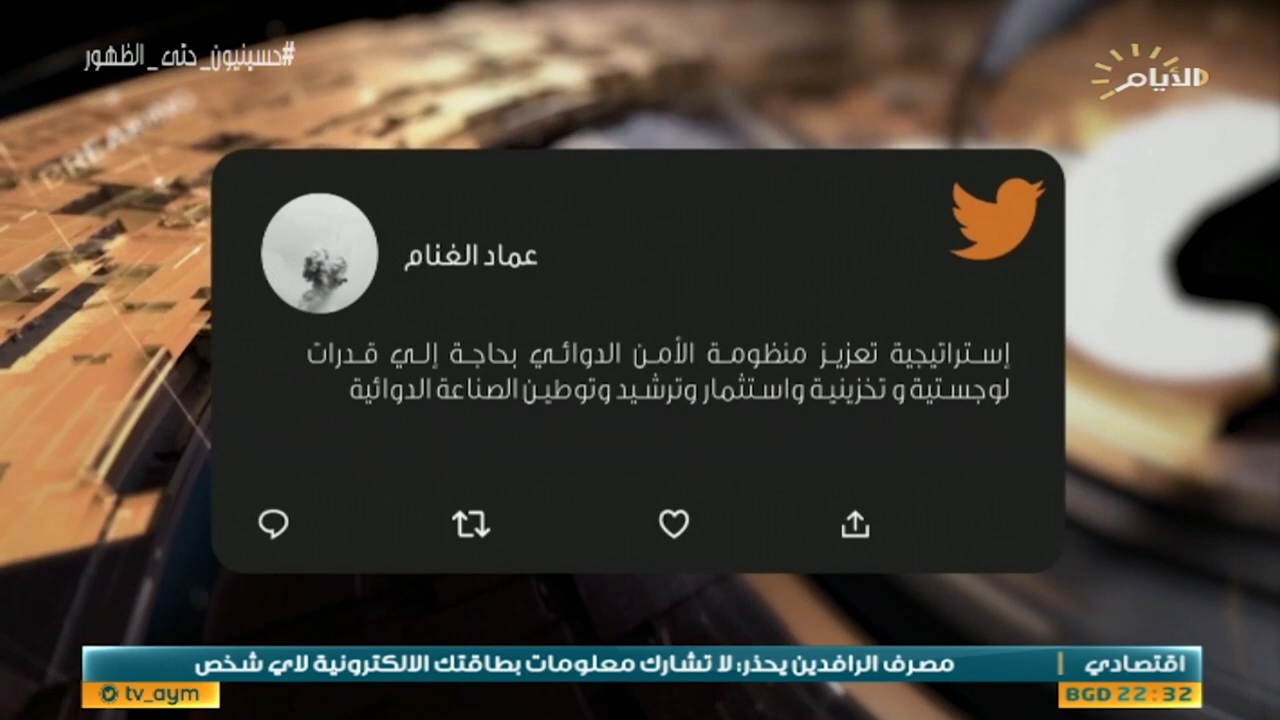 #حسينيون_حتى_الظهور
الأيام
BREAKING
عماد الغنام
إستراتيجية تعزيز منظومة الأمن الدوائي بحاجة إلي قدرات
لوجستية و تخزينية واستثمار وترشيد وتوطين الصناعة الدوائية
اقتصادي | مصرف الرافدين يحذر: لا تشارك معلومات بطاقتك الالكترونية لاي شخص
tv_aym
BGD 22:32